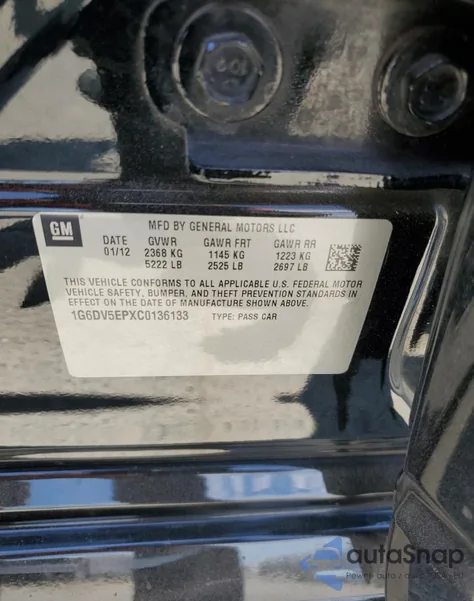 GM
MFD BY GENERAL MOTORS LLC
DATE GVWR GAWR FRT GAWR RR
01/12 2368 KG 1145 KG 1223 KG
5222 LB 2525 LB 2697 LB
THIS VEHICLE CONFORMS TO ALL APPLICABLE U.S. FEDERAL MOTOR
VEHICLE SAFETY, BUMPER, AND THEFT PREVENTION STANDARDS IN
EFFECT ON THE DATE OF MANUFACTURE SHOWN ABOVE.
1G6DV5EPXC0136133 TYPE: PASS CAR
autoSnap